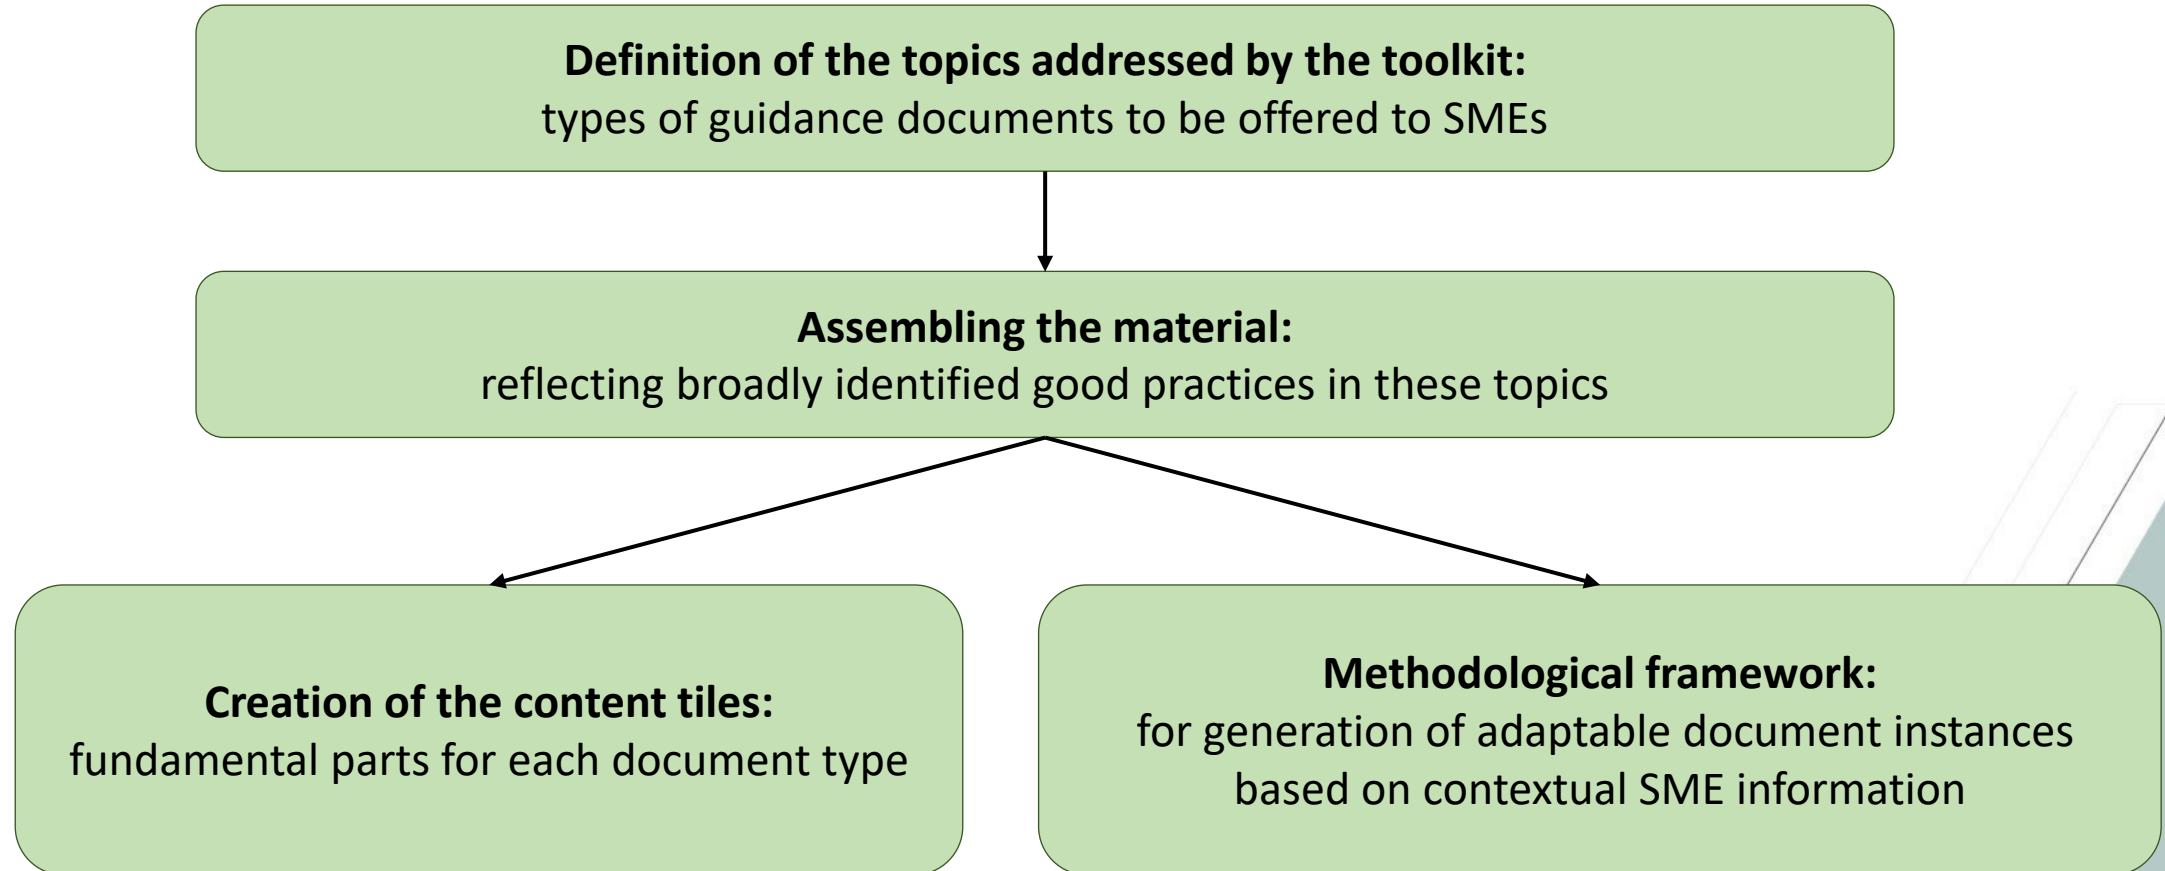 Definition of the topics addressed by the toolkit:
types of guidance documents to be offered to SMEs
Assembling the material:
reflecting broadly identified good practices in these topics
Creation of the content tiles:
fundamental parts for each document type
Methodological framework:
for generation of adaptable document instances
based on contextual SME information